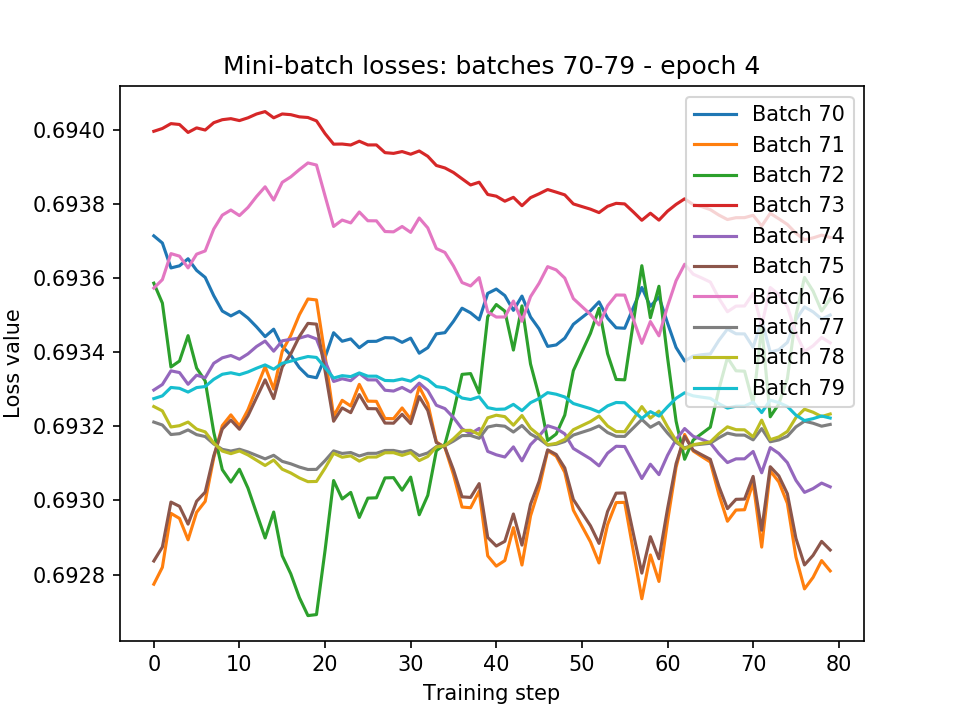 Mini-batch losses: batches 70-79 - epoch 4
Loss value
0.6940
0.6938
0.6936
0.6934
0.6932
0.6930
0.6928
Batch 70
Batch 71
Batch 72
Batch 73
Batch 74
Batch 75
Batch 76
Batch 77
Batch 78
Batch 79
0 10 20 30 40 50 60 70 80
Training step